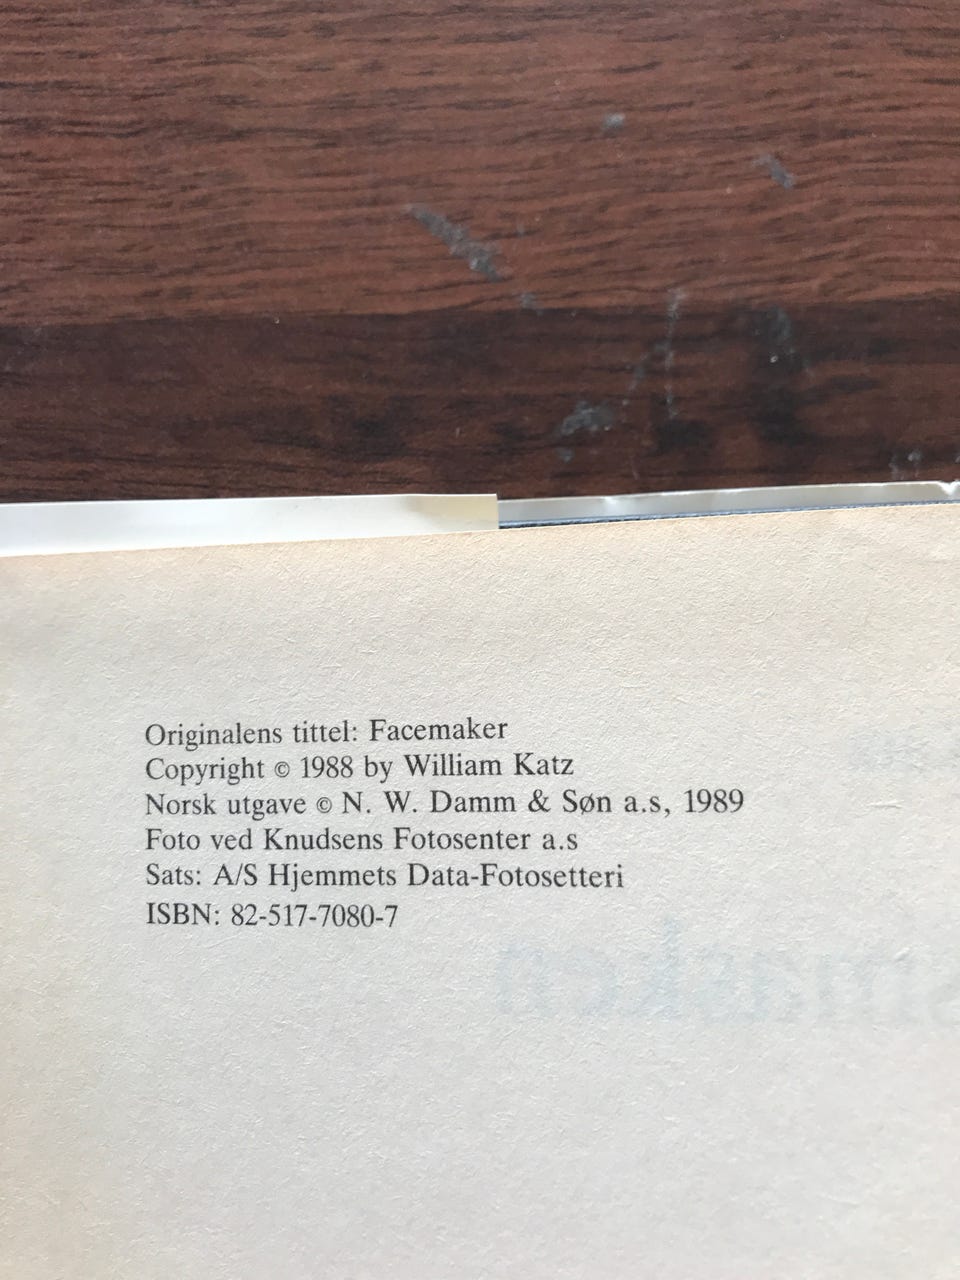 Originalens tittel: Facemaker
Copyright © 1988 by William Katz
Norsk utgave © N. W. Damm & Søn a.s, 1989
Foto ved Knudsens Fotosenter a.s
Sats: A/S Hjemmets Data-Fotosetteri
ISBN: 82-517-7080-7